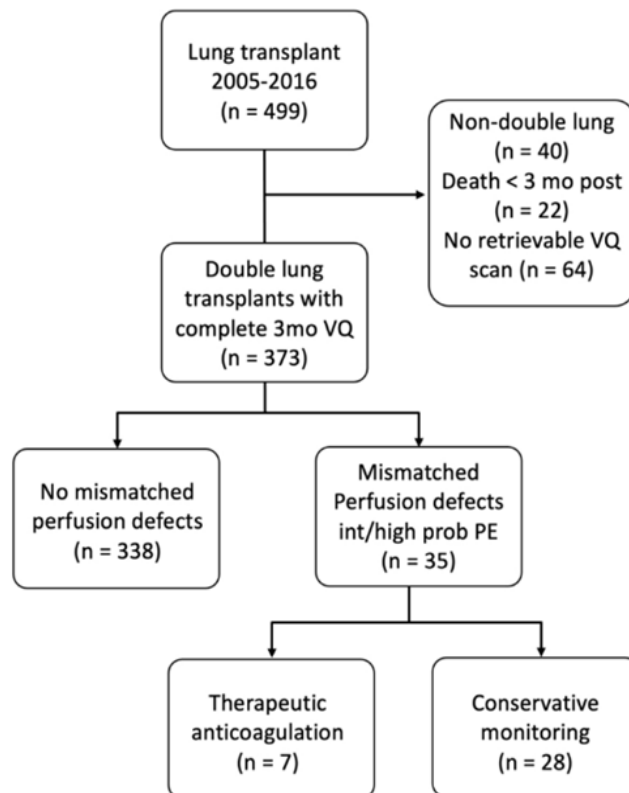 Lung transplant
2005-2016
(n = 499)
Non-double lung
(n = 40)
Death < 3 mo post
(n = 22)
No retrievable VQ
scan (n = 64)
Double lung
transplants with
complete 3mo VQ
(n = 373)
No mismatched
perfusion defects
(n = 338)
Mismatched
Perfusion defects
int/high prob PE
(n = 35)
Therapeutic
anticoagulation
(n = 7)
Conservative
monitoring
(n = 28)